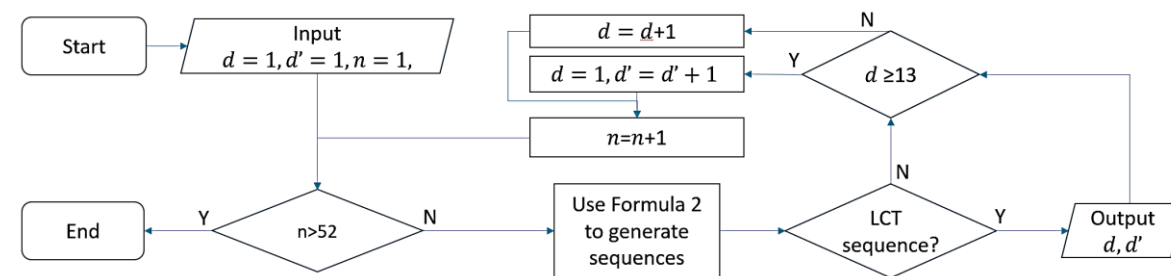 Start
Input
d = 1, d’ = 1, n = 1,
n>52
Y
End
N
Use Formula 2
to generate
sequences
LCT
sequence?
Y
Output
d, d’
N
d ≥13
N
d = d+1
Y
d = 1, d’ = d’ + 1
n=n+1